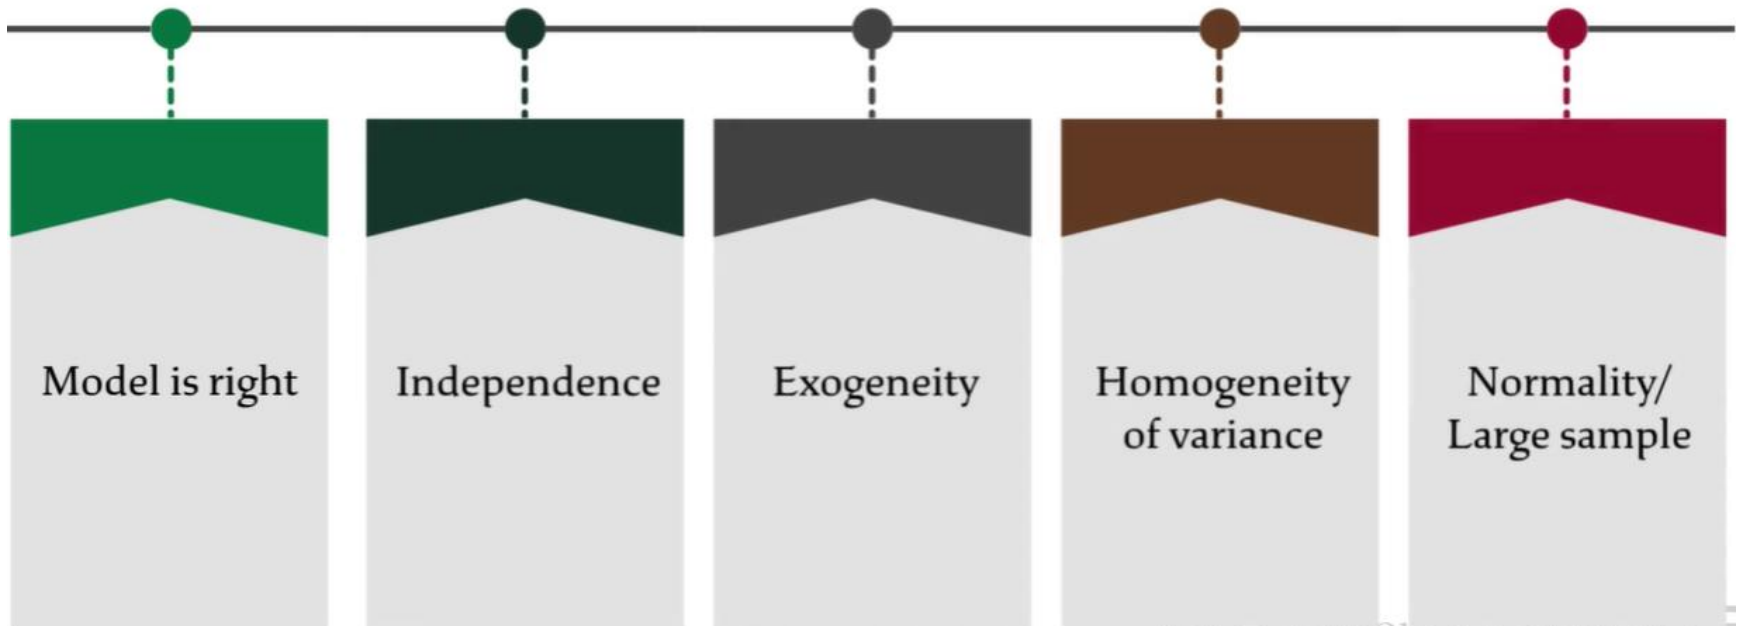 Model is right
Independence
Exogeneity
Homogeneity
of variance
Normality/
Large sample